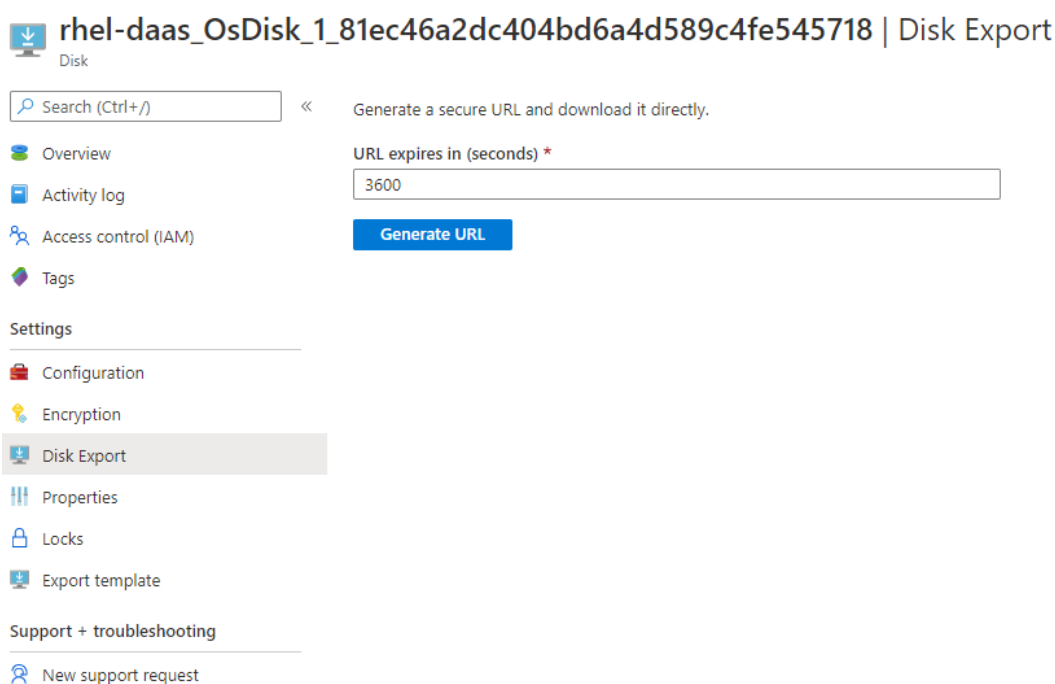 rhel-daas_OsDisk_1_81ec46a2dc404bd6a4d589c4fe545718 | Disk Export
Disk
Search (Ctrl+/)
«
Overview
Activity log
Access control (IAM)
Tags
Settings
Configuration
Encryption
Disk Export
Properties
Locks
Export template
Support + troubleshooting
New support request
Generate a secure URL and download it directly.
URL expires in (seconds) *
3600
Generate URL